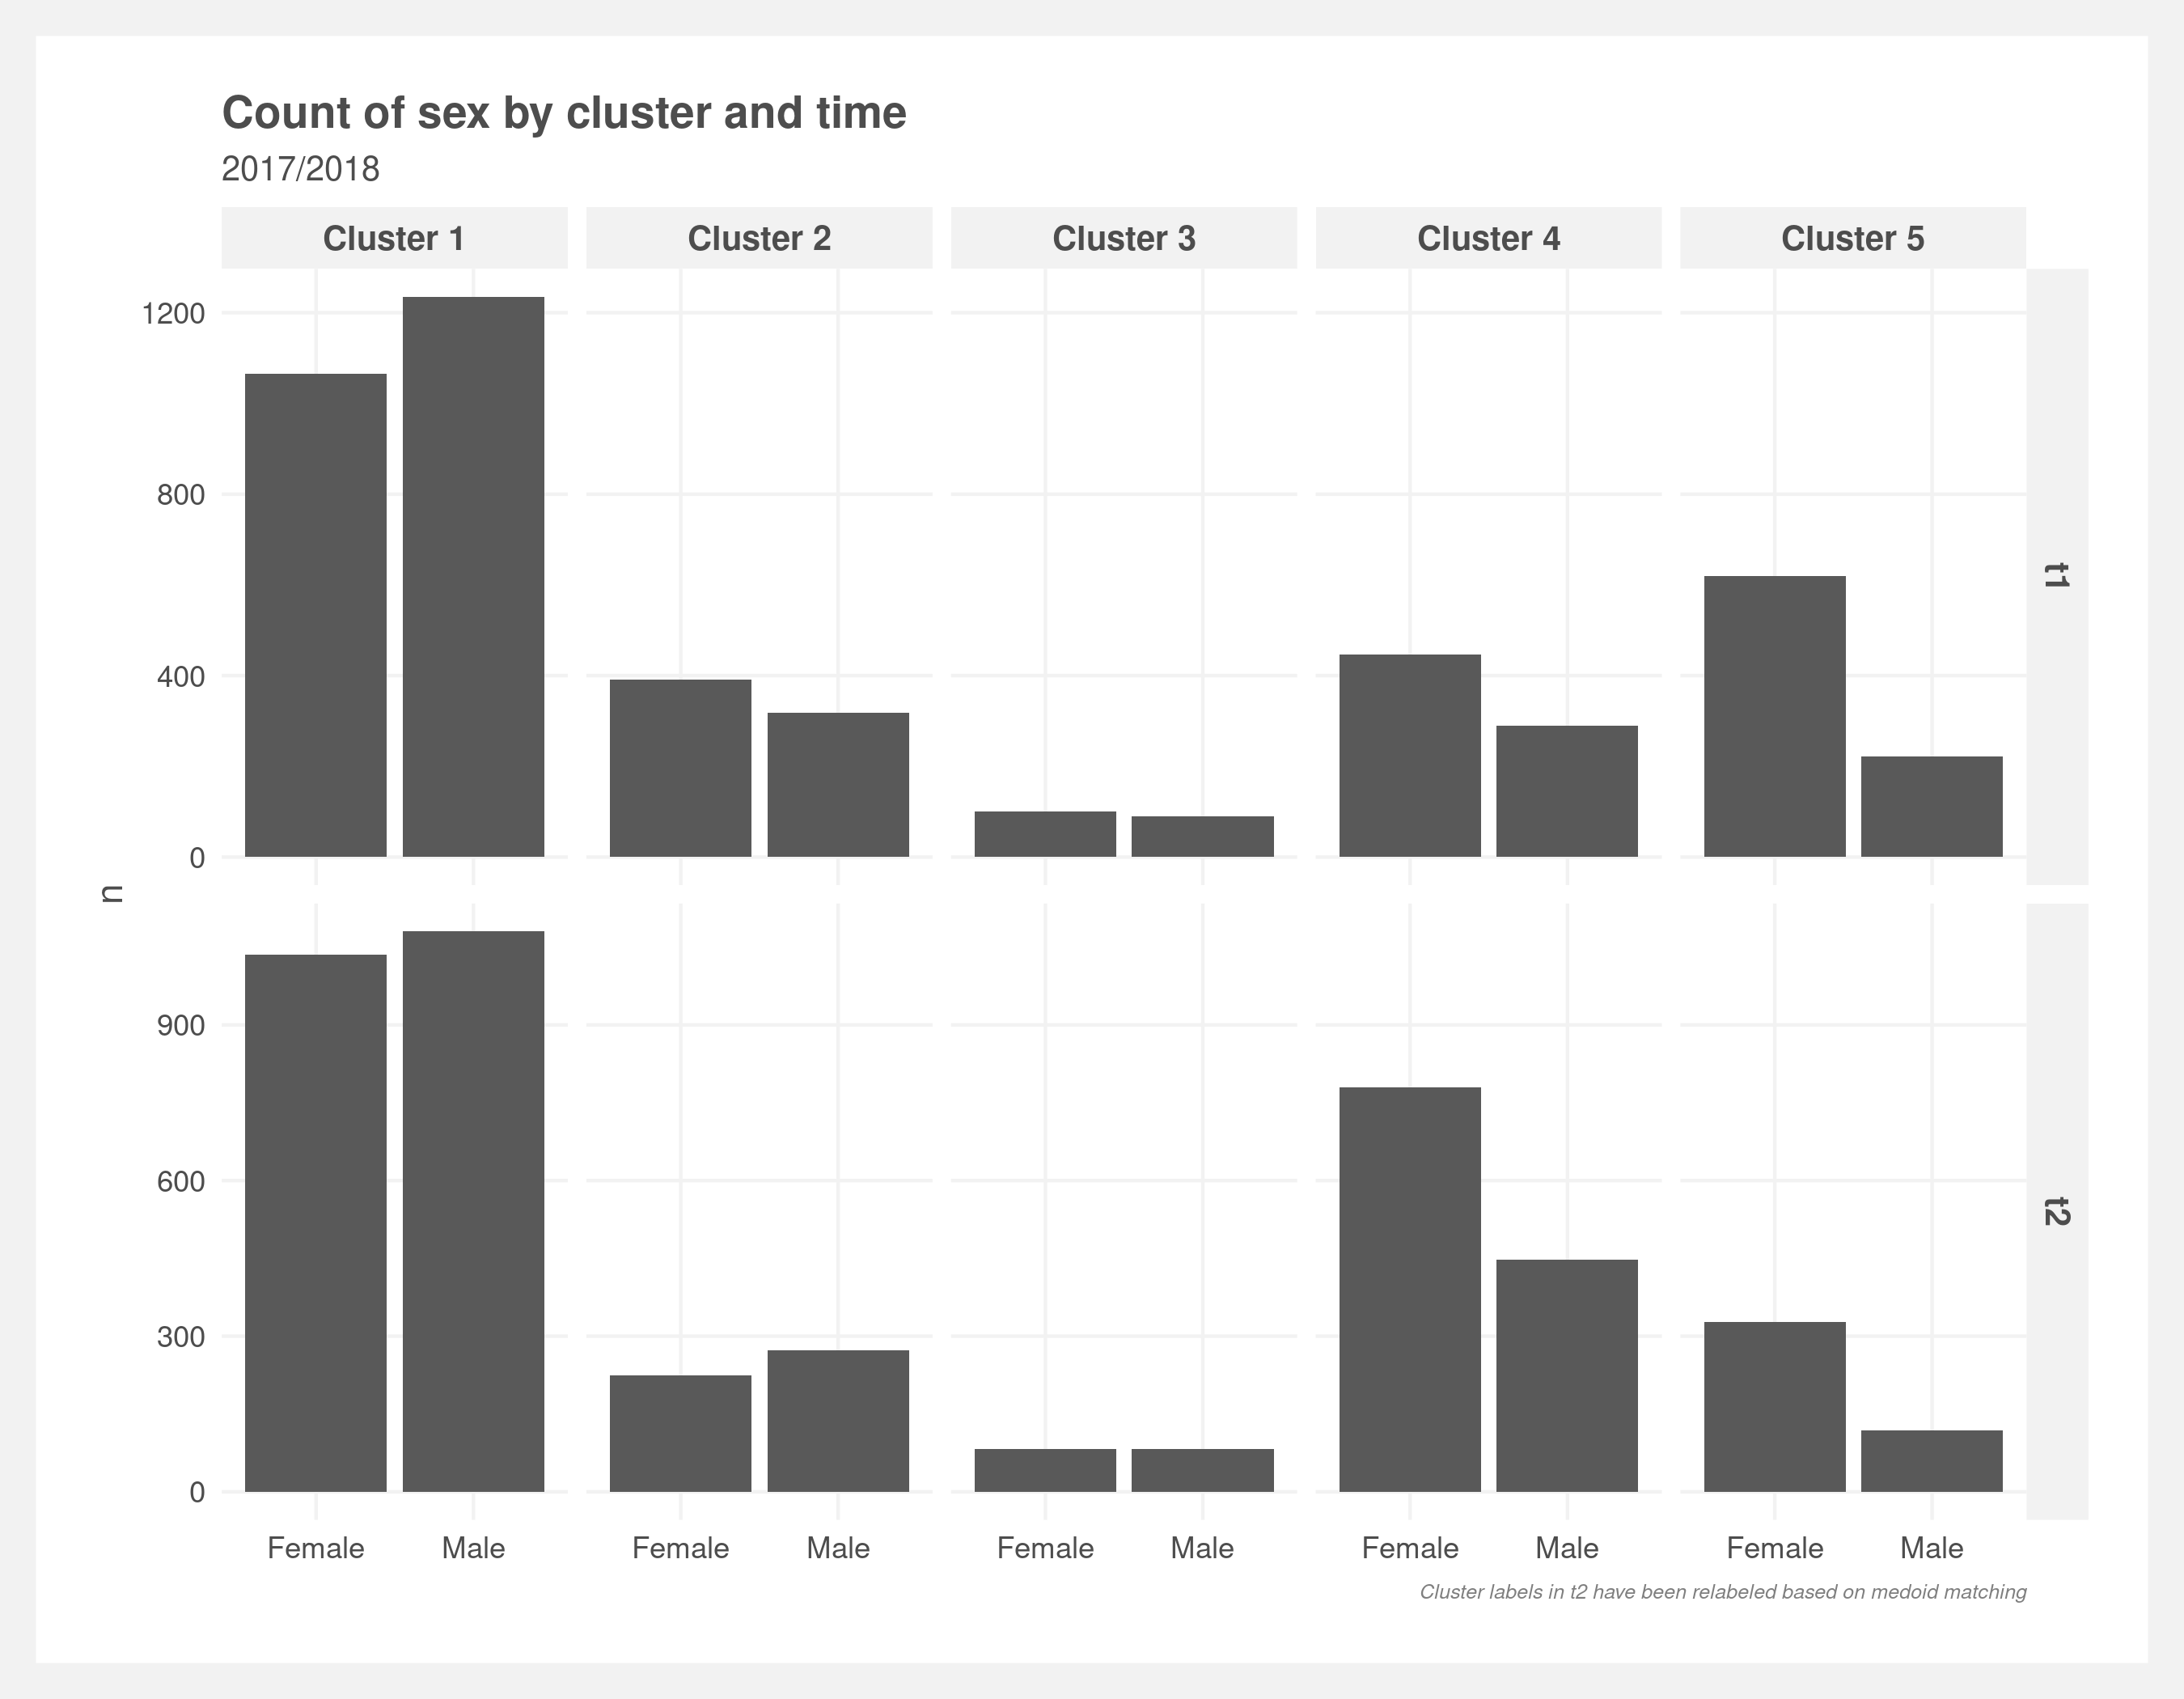 Count of sex by cluster and time
2017/2018
Cluster 1 Cluster 2 Cluster 3 Cluster 4 Cluster 5
1200
800
400
0
t1
n
900
600
300
0
t2
Female Male Female Male Female Male Female Male Female Male
Cluster labels in t2 have been relabeled based on medoid matching